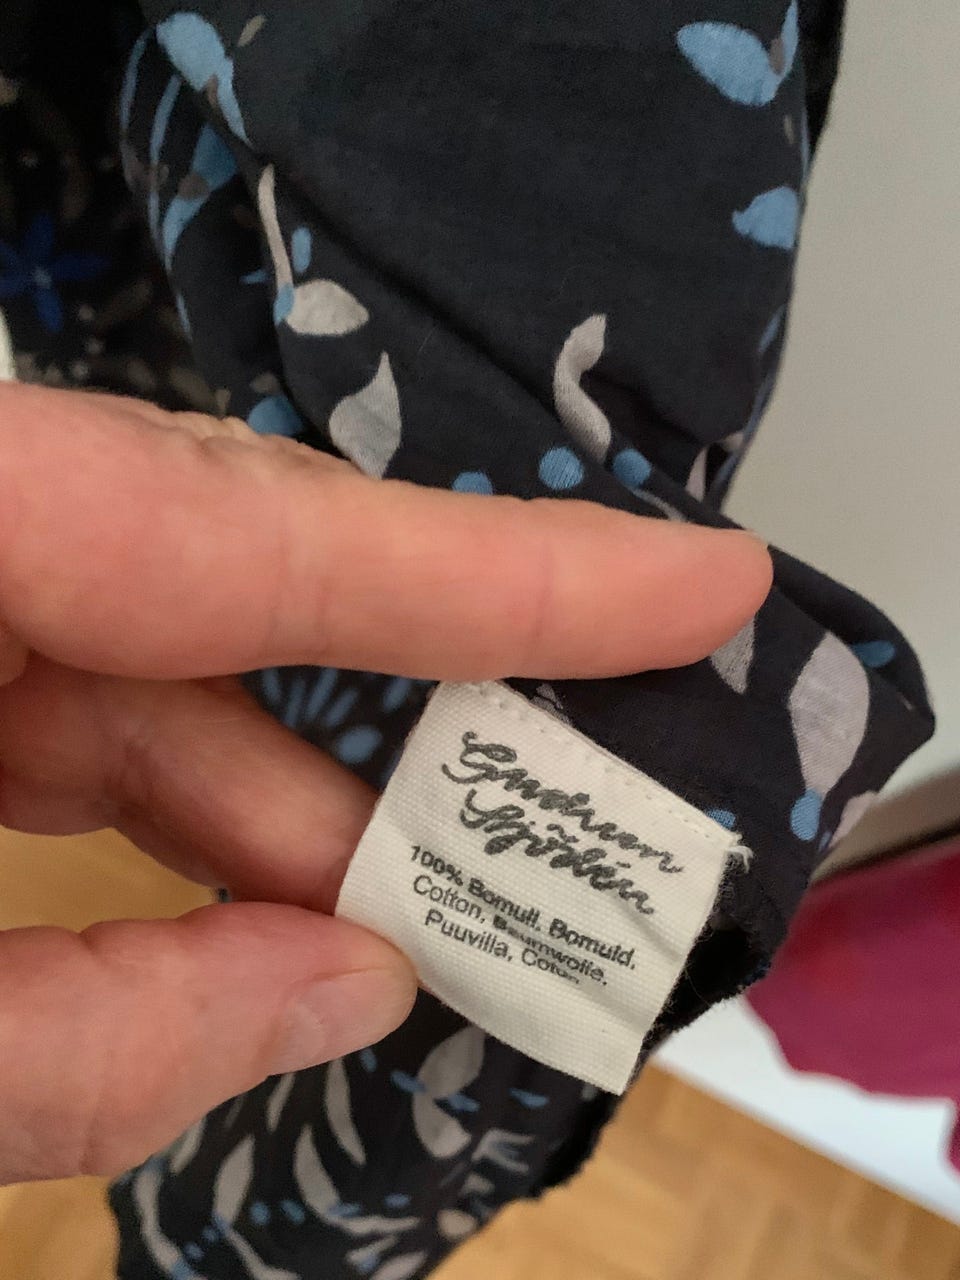 Gudrun
Sjödén
100% Bomull, Bomuld,
Cotton, Baumwolle,
Puuvilla, Coton